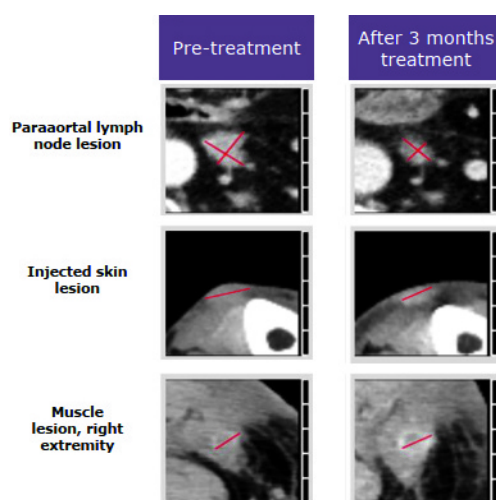 Pre-treatment
After 3 months
treatment
Paraaortal lymph
node lesion
Injected skin
lesion
Muscle
lesion, right
extremity